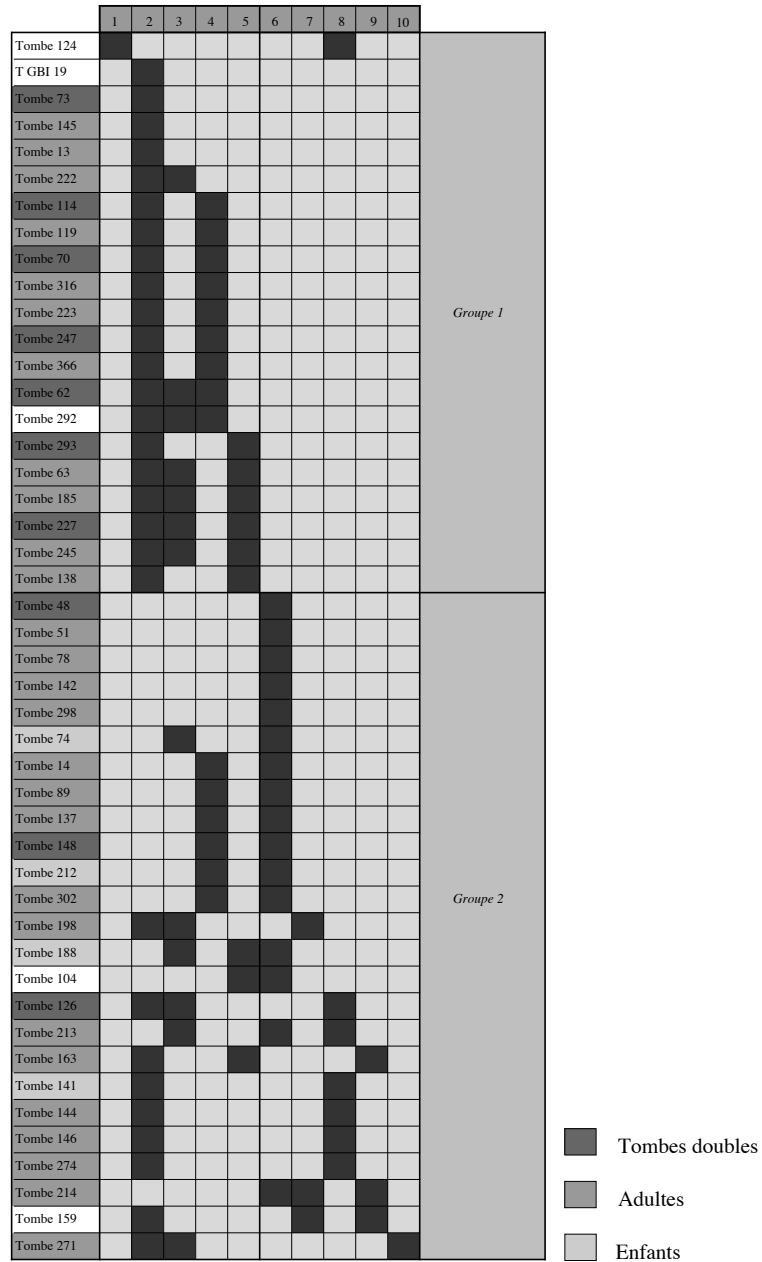 1 2 3 4 5 6 7 8 9 10
Tombe 124
T GBI 19
Tombe 73
Tombe 145
Tombe 13
Tombe 222
Tombe 114
Tombe 119
Tombe 70
Tombe 316
Tombe 223
Groupe 1
Tombe 247
Tombe 366
Tombe 62
Tombe 292
Tombe 293
Tombe 63
Tombe 185
Tombe 227
Tombe 245
Tombe 138
Tombe 48
Tombe 51
Tombe 78
Tombe 142
Tombe 298
Tombe 74
Tombe 14
Tombe 89
Tombe 137
Tombe 148
Tombe 212
Tombe 302
Groupe 2
Tombe 198
Tombe 188
Tombe 104
Tombe 126
Tombe 213
Tombe 163
Tombe 141
Tombe 144
Tombe 146
Tombe 274
Tombe 214
Tombe 159
Tombe 271
Tombes doubles
Adultes
Enfants